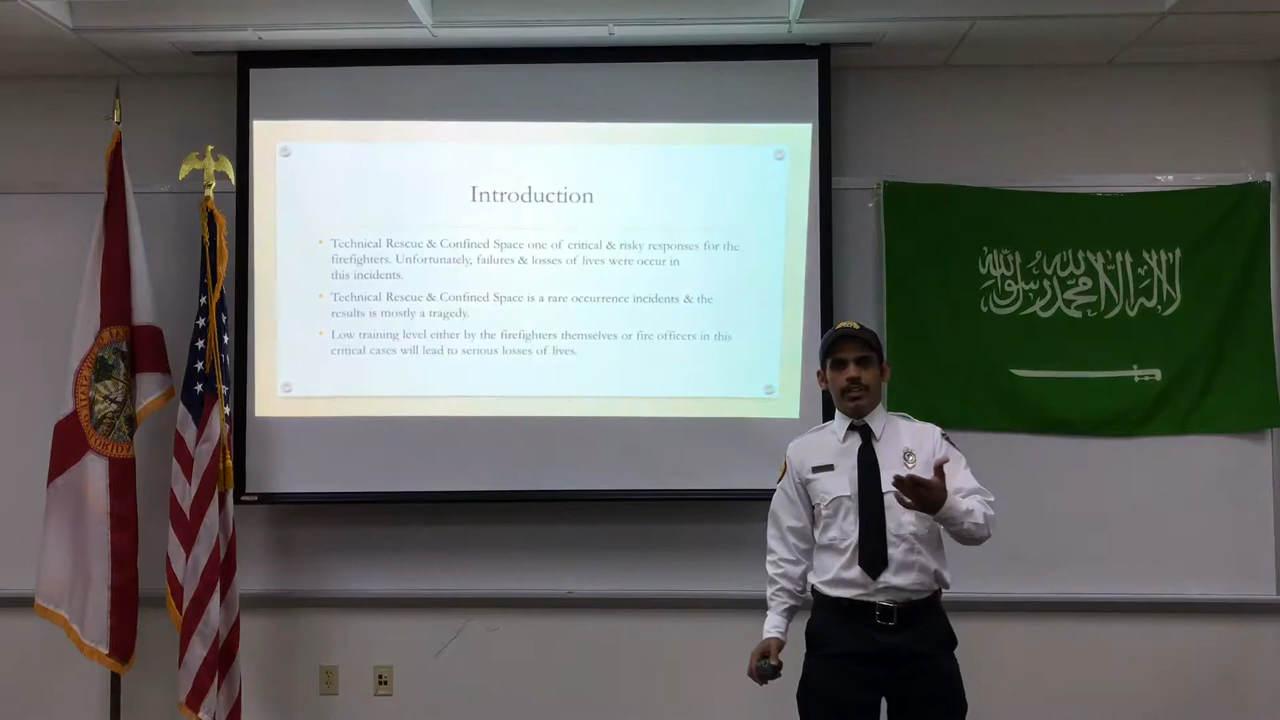 Introduction
Technical Rescue & Confined Space one of critical & risky responses for the
firefighters. Unfortunately, failures & losses of lives were occur in
this incidents.
Technical Rescue & Confined Space is a rare occurrence incidents & the
results is mostly a tragedy.
Low training level either by the firefighters themselves or fire officers in this
critical cases will lead to serious losses of lives.
لا إله إلا الله محمد رسول الله